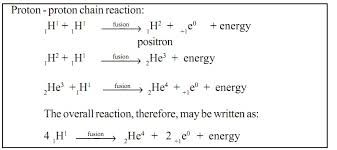 Proton - proton chain reaction:
₁H¹ + ₁H¹ fusion → ₁H² + ₊₁e⁰ + energy
positron
₁H² + ₁H¹ fusion → ₂He³ + energy
₂He³ + ₁H¹ fusion → ₂He⁴ + ₊₁e⁰ + energy
The overall reaction, therefore, may be written as:
4 ₁H¹ fusion → ₂He⁴ + 2 ₊₁e⁰ + energy